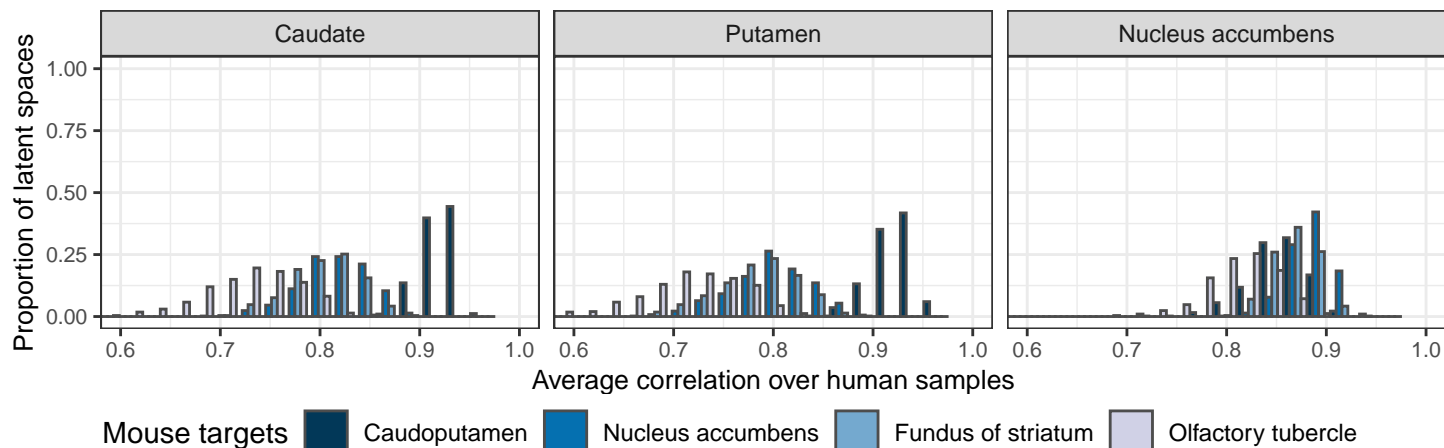 Caudate
Putamen
Nucleus accumbens
Proportion of latent spaces
1.00
0.75
0.50
0.25
0.00
0.6 0.7 0.8 0.9 1.0
0.6 0.7 0.8 0.9 1.0
0.6 0.7 0.8 0.9 1.0
Average correlation over human samples
Mouse targets Caudoputamen Nucleus accumbens Fundus of striatum Olfactory tubercle